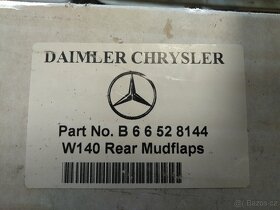 DAIMLER CHRYSLER
Part No. B 6 6 52 8144
W140 Rear Mudflaps
Bazos.cz